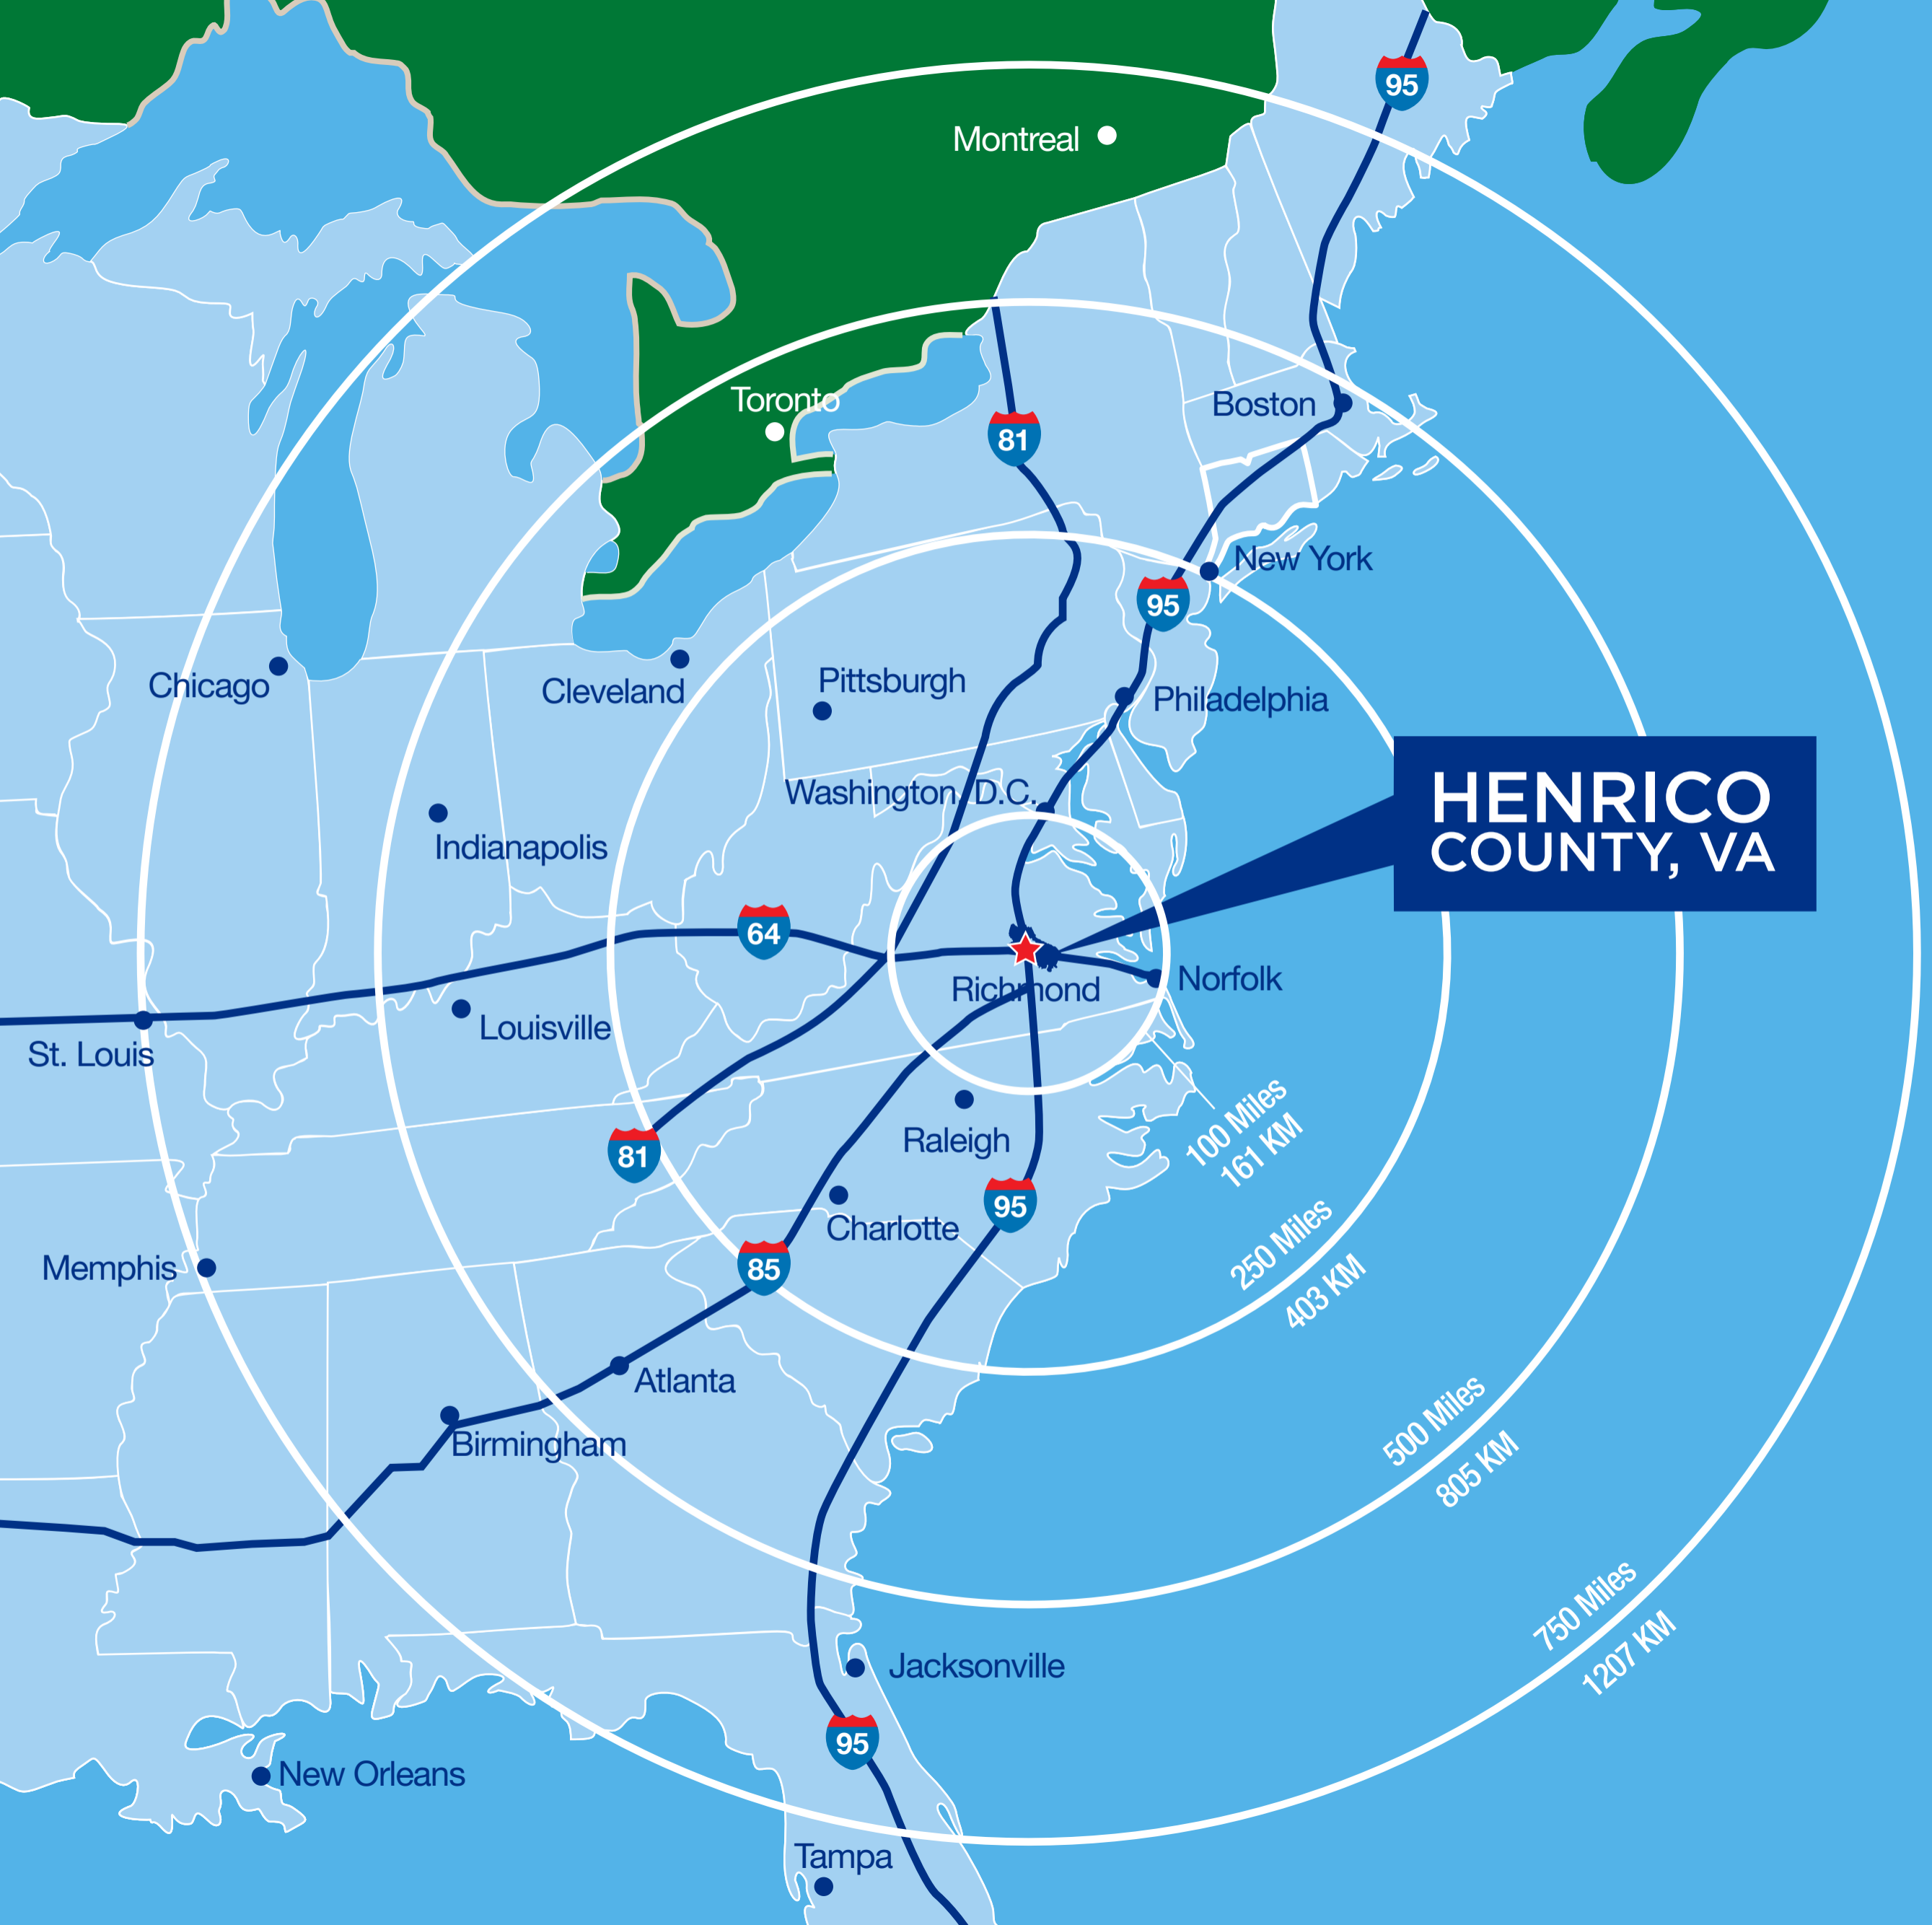 95
Montreal
Toronto
Boston
81
New York
95
Chicago
Cleveland
Pittsburgh
Philadelphia
Washington, D.C.
HENRICO
COUNTY, VA
Indianapolis
64
Richmond
Norfolk
Louisville
St. Louis
100 Miles
161 KM
Raleigh
81
95
Charlotte
250 Miles
403 KM
Memphis
85
Atlanta
Birmingham
500 Miles
805 KM
750 Miles
1207 KM
Jacksonville
95
New Orleans
Tampa